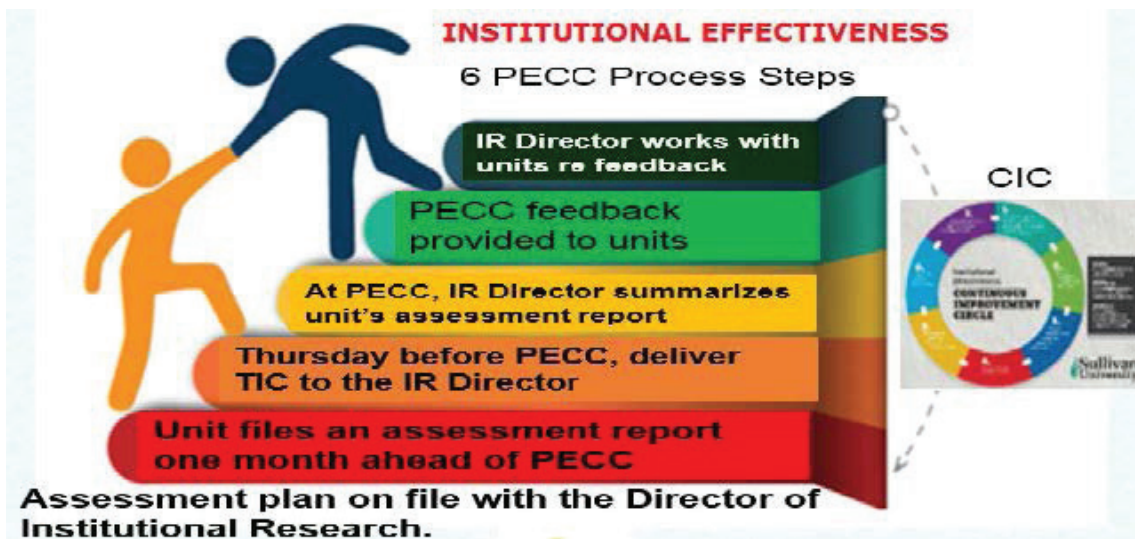 INSTITUTIONAL EFFECTIVENESS
6 PECC Process Steps
IR Director works with
units re feedback
PECC feedback
provided to units
At PECC, IR Director summarizes
unit's assessment report
Thursday before PECC, deliver
TIC to the IR Director
Unit files an assessment report
one month ahead of PECC
Assessment plan on file with the Director of
Institutional Research.
CIC
CONTINUOUS
IMPROVEMENT
CIRCLE
Sullivan
University